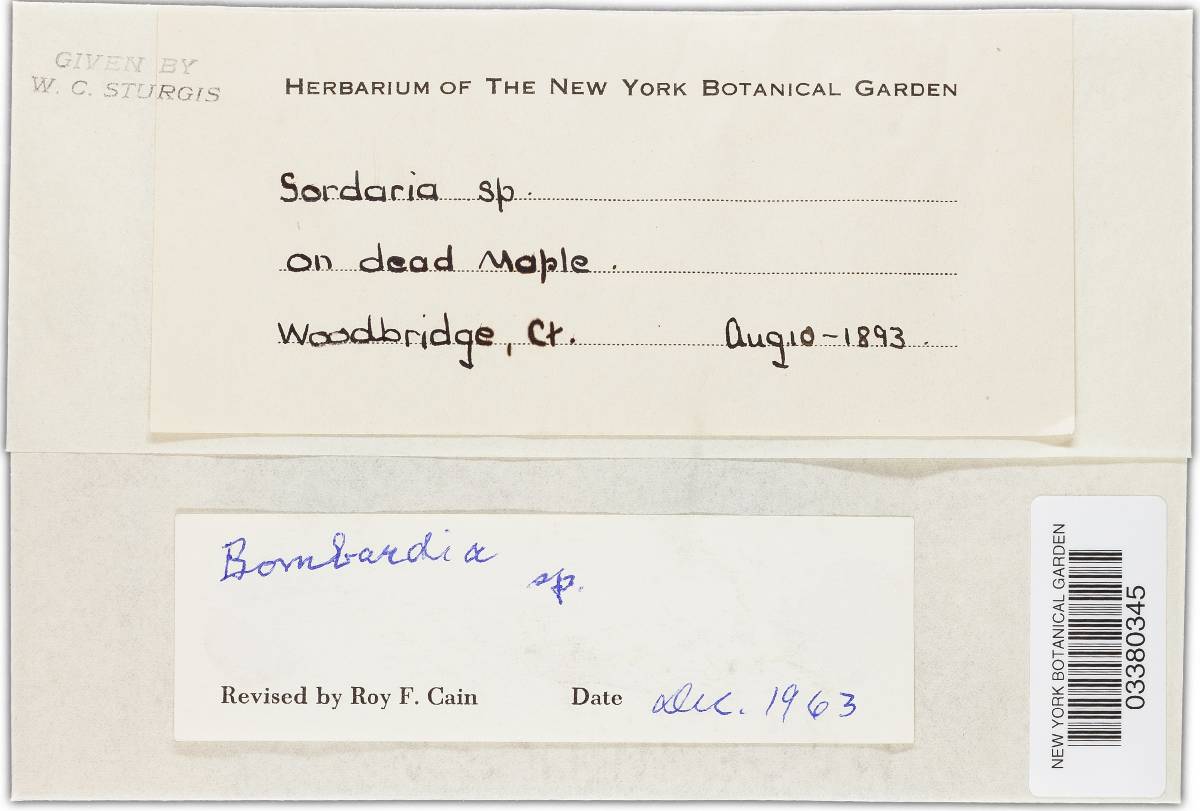 GIVEN BY
W. C. STURGIS
HERBARIUM OF THE NEW YORK BOTANICAL GARDEN
Sordaria sp.
on dead Maple.
Woodbridge, Ct. Aug 10-1893.
Bombardia sp.
Revised by Roy F. Cain Date Dec. 1963
NEW YORK BOTANICAL GARDEN
03380345